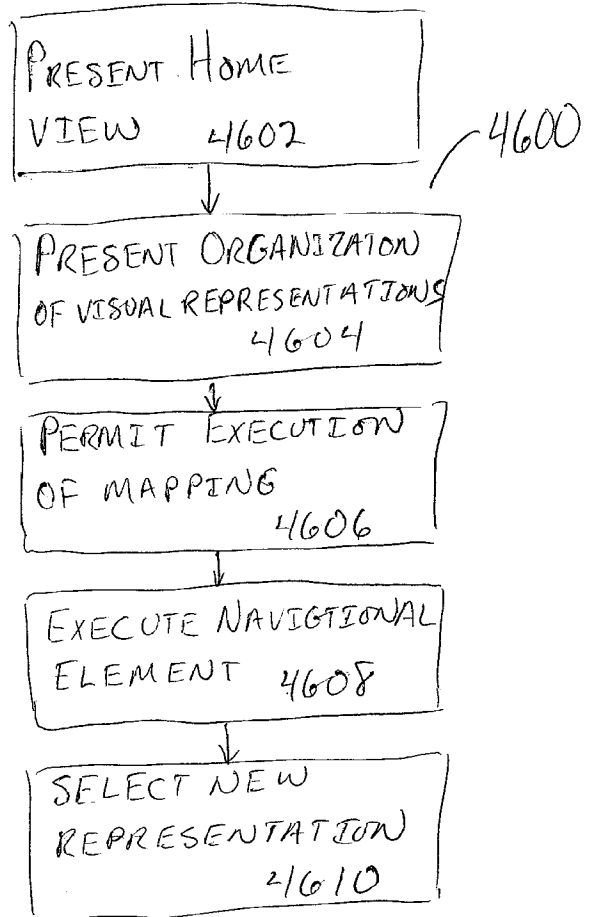 PRESENT HOME
VIEW 4602
4600
PRESENT ORGANIZAION
OF VISUAL REPRESENTATIONS
4604
PERMIT EXECUTION
OF MAPPING
4606
EXECUTE NAVIGTIONAL
ELEMENT 4608
SELECT NEW
REPRESENTATION
4610